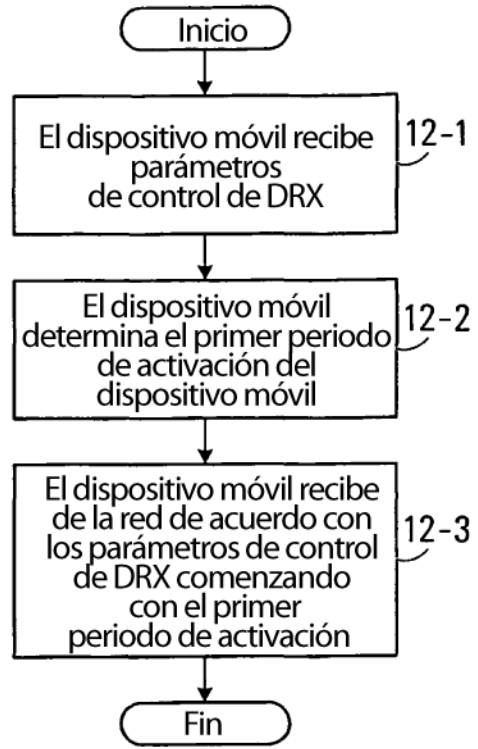 Inicio
El dispositivo móvil recibe
parámetros
de control de DRX
12-1
El dispositivo móvil
determina el primer periodo
de activación del
dispositivo móvil
12-2
El dispositivo móvil recibe
de la red de acuerdo con
los parámetros de control
de DRX comenzando
con el primer
periodo de activación
12-3
Fin